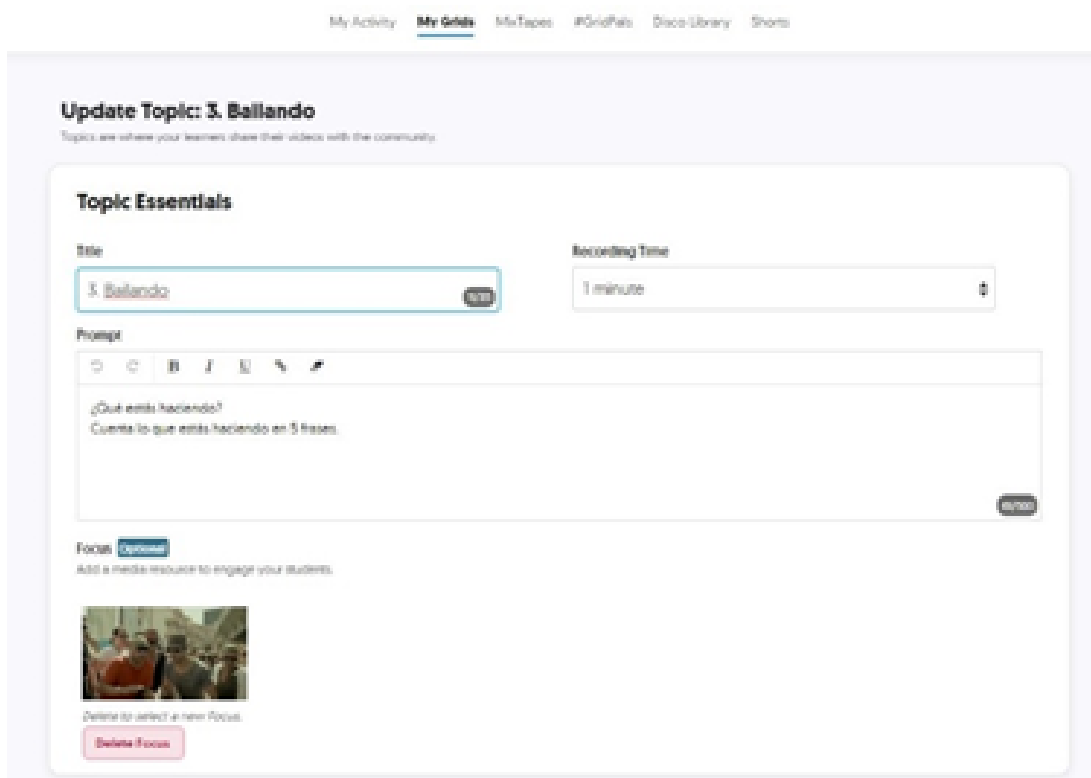 My Activity My Grids MixTapes #GridPals Disco Library Shorts
Update Topic: 3. Bailando
Topics are where your learners share their videos with the community.
Topic Essentials
Title Recording Time
3. Bailando 1 minute
Prompt
B I U
¿Qué estás haciendo?
Cuenta lo que estás haciendo en 5 frases.
Focus Optional
Add a media resource to engage your students.
Delete to select a new Focus.
Delete Focus